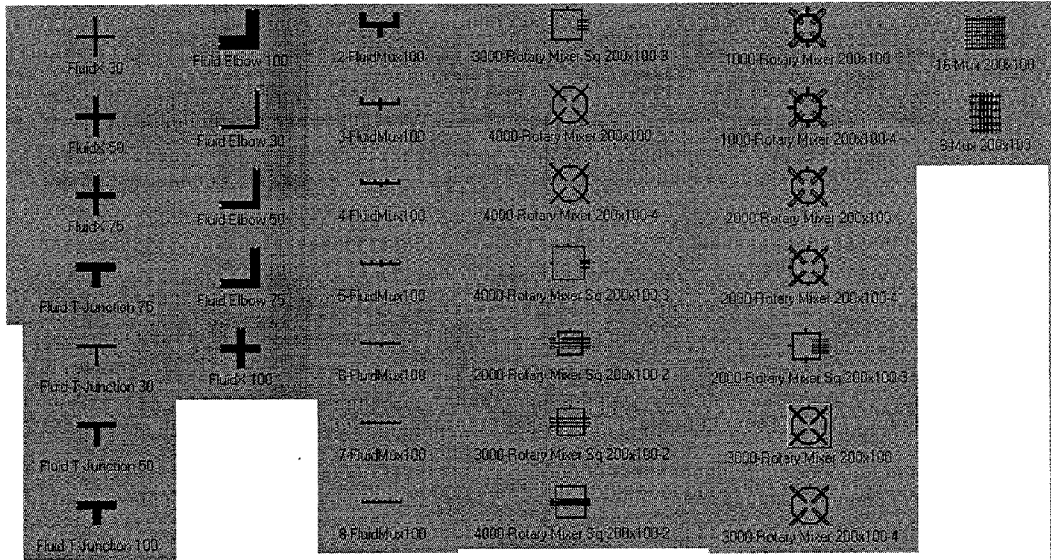 FluidX 30
FluidX 50
FluidX 75
Fluid T-Junction 75
Fluid T-Junction 30
Fluid T-Junction 50
Fluid T-Junction 100
Fluid Elbow 100
Fluid Elbow 30
Fluid Elbow 50
Fluid Elbow 75
FluidX 100
2-FluidMux100
3-FluidMux100
4-FluidMux100
5-FluidMux100
6-FluidMux100
7-FluidMux100
8-FluidMux100
3000-Rotary Mixer Sq 200x100-3
4000-Rotary Mixer 200x100
4000-Rotary Mixer 200x100-4
4000-Rotary Mixer Sq 200x100-3
2000-Rotary Mixer Sq 200x100-2
3000-Rotary Mixer Sq 200x100-2
4000-Rotary Mixer Sq 200x100-2
1000-Rotary Mixer 200x100
1000-Rotary Mixer 200x100-4
2000-Rotary Mixer 200x100
2000-Rotary Mixer 200x100-4
2000-Rotary Mixer Sq 200x100-3
3000-Rotary Mixer 200x100
3000-Rotary Mixer 200x100-4
16-Mux 200x100
9-Mux 200x100